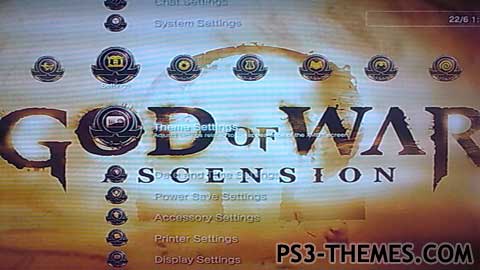 Chat Settings
System Settings
22/6 1:
GOD OF WAR
Theme Settings
ASCENSION
Power Save Settings
Accessory Settings
Printer Settings
Display Settings
PS3-THEMES.COM